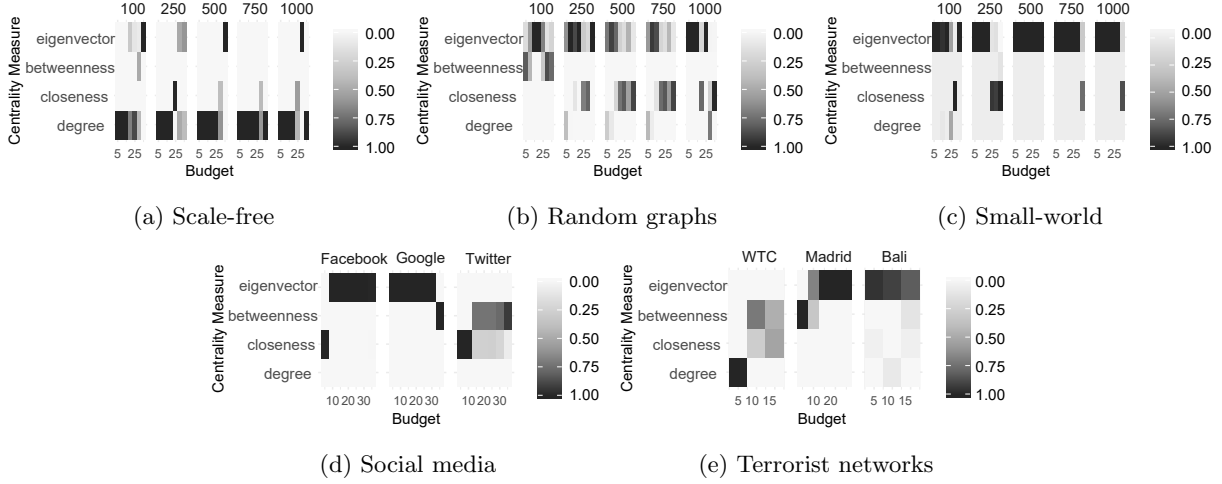 100 250 500 750 1000
Centrality Measure
eigenvector
betweenness
closeness
degree
5 25 5 25 5 25 5 25 5 25
Budget
0.00
0.25
0.50
0.75
1.00
(a) Scale-free
100 250 500 750 1000
Centrality Measure
eigenvector
betweenness
closeness
degree
5 25 5 25 5 25 5 25 5 25
Budget
0.00
0.25
0.50
0.75
1.00
(b) Random graphs
100 250 500 750 1000
Centrality Measure
eigenvector
betweenness
closeness
degree
5 25 5 25 5 25 5 25 5 25
Budget
0.00
0.25
0.50
0.75
1.00
(c) Small-world
Facebook Google Twitter
Centrality Measure
eigenvector
betweenness
closeness
degree
10 20 30 10 20 30 10 20 30
Budget
0.00
0.25
0.50
0.75
1.00
(d) Social media
WTC Madrid Bali
Centrality Measure
eigenvector
betweenness
closeness
degree
5 10 15 10 20 5 10 15
Budget
0.00
0.25
0.50
0.75
1.00
(e) Terrorist networks